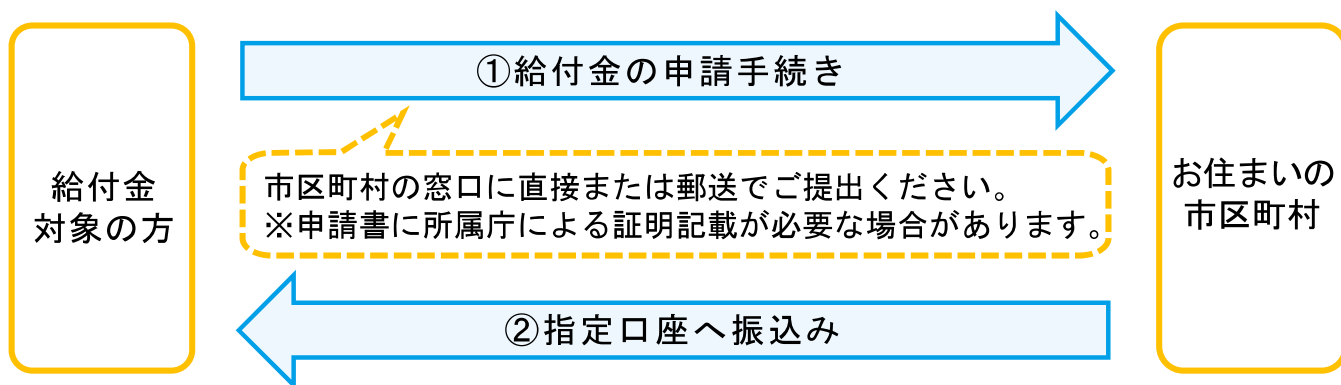 給付金
対象の方
①給付金の申請手続き
市区町村の窓口に直接または郵送でご提出ください。
※申請書に所属庁による証明記載が必要な場合があります。
②指定口座へ振込み
お住まいの
市区町村